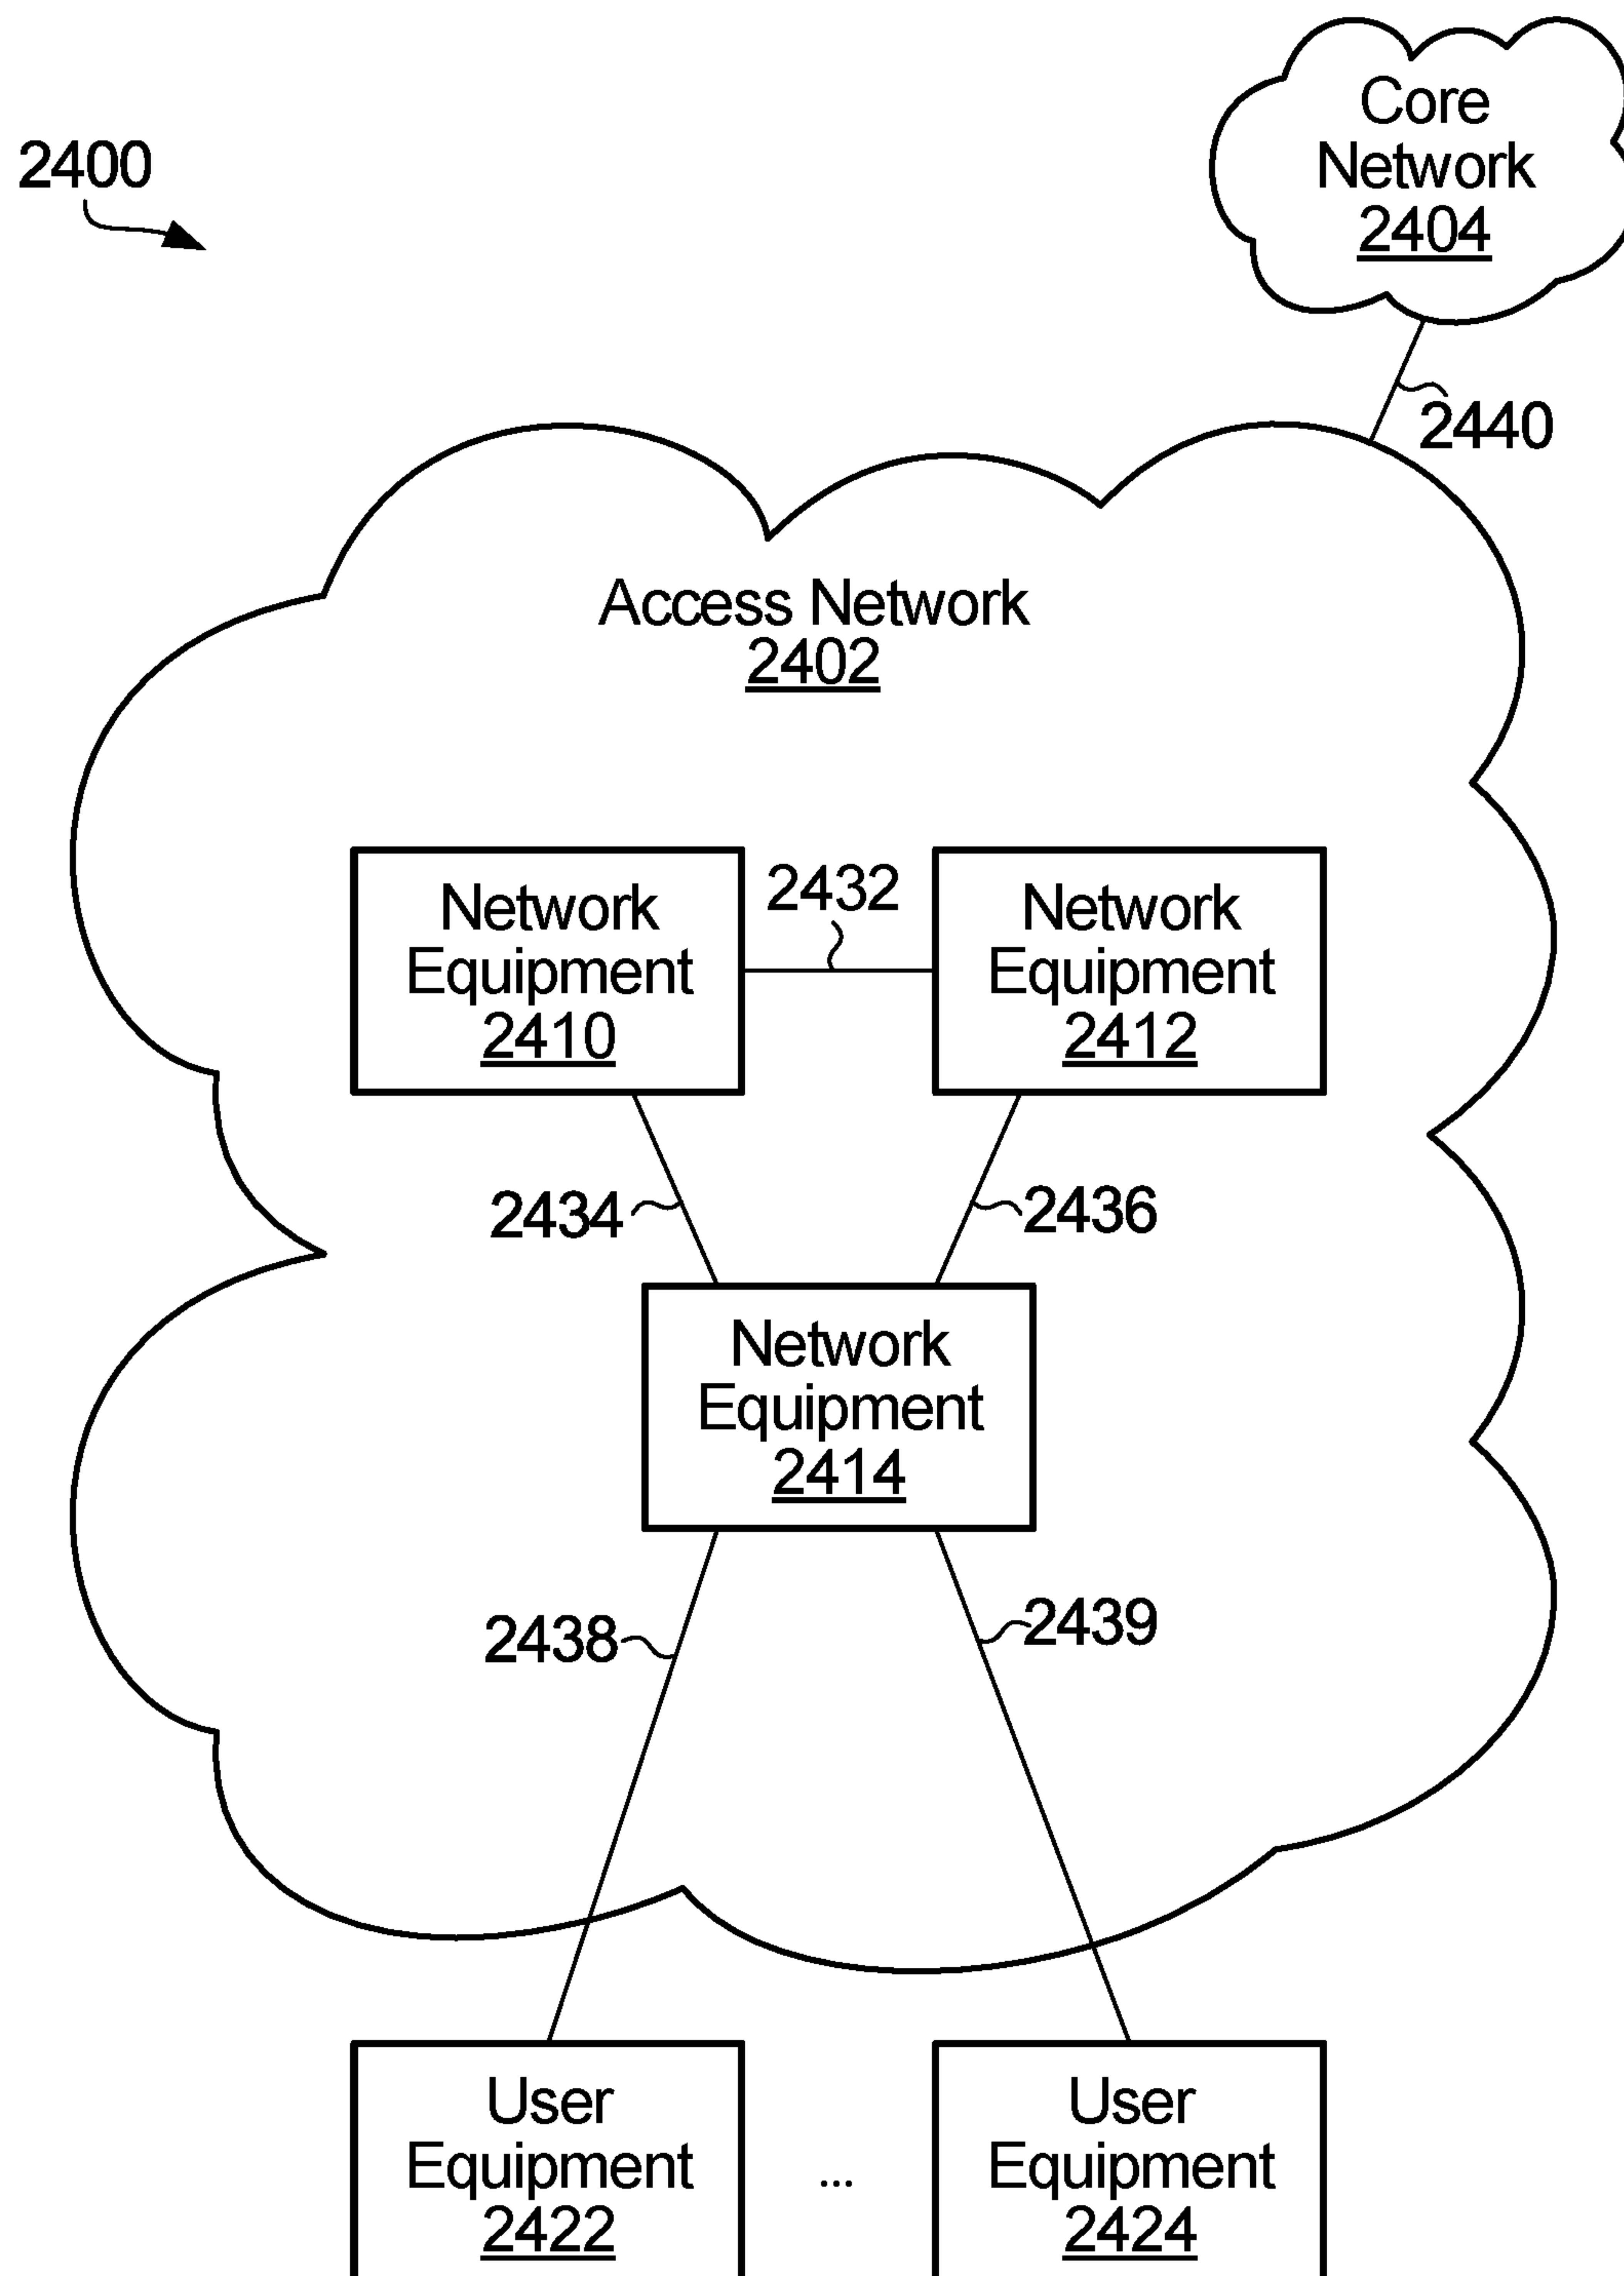 Core
Network
2404
2400
2440
Access Network
2402
Network
Equipment
2410
2432
Network
Equipment
2412
2434
2436
Network
Equipment
2414
2438
2439
User
Equipment
2422
...
User
Equipment
2424